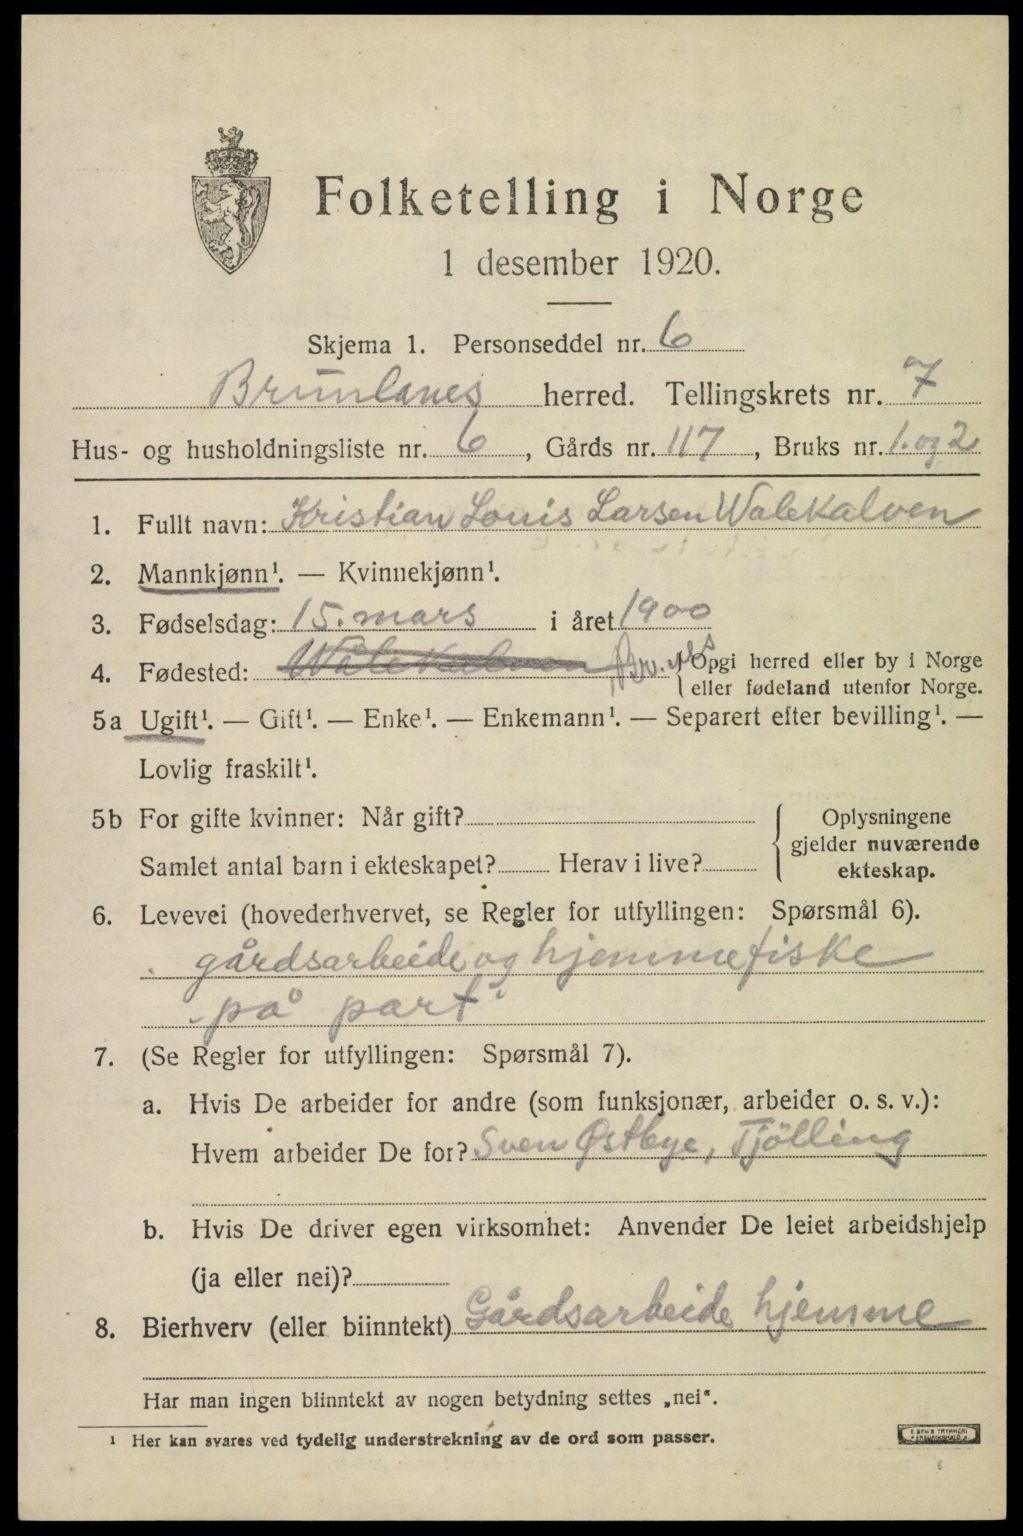 Folketelling i Norge
1 desember 1920.
Skjema 1. Personseddel nr. 6
Brunlanes herred. Tellingskrets nr. 7
Hus- og husholdningsliste nr. 6, Gårds nr. 117, Bruks nr. 1. og 2
1. Fullt navn: Kristian Louis Larsen Walekalven
2. Mannkjønn¹. — Kvinnekjønn¹.
3. Fødselsdag: 15. mars i året 1900
4. Fødested: Opgi herred eller by i Norge
eller fødeland utenfor Norge.
5a Ugift¹. — Gift¹. — Enke¹. — Enkemann¹. — Separert efter bevilling¹. —
Lovlig fraskilt¹.
5b For gifte kvinner: Når gift?
Samlet antal barn i ekteskapet? Herav i live?
Oplysningene
gjelder nuværende
ekteskap.
6. Levevei (hovederhvervet, se Regler for utfyllingen: Spørsmål 6).
gårdsarbeide og hjemmefiske
"på part"
7. (Se Regler for utfyllingen: Spørsmål 7).
a. Hvis De arbeider for andre (som funksjonær, arbeider o. s. v.):
Hvem arbeider De for? Sven Østbye, Tjölling
b. Hvis De driver egen virksomhet: Anvender De leiet arbeidshjelp
(ja eller nei)?
8. Bierhverv (eller biinntekt) Gårdsarbeide hjemme
Har man ingen biinntekt av nogen betydning settes „nei".
¹ Her kan svares ved tydelig understrekning av de ord som passer.